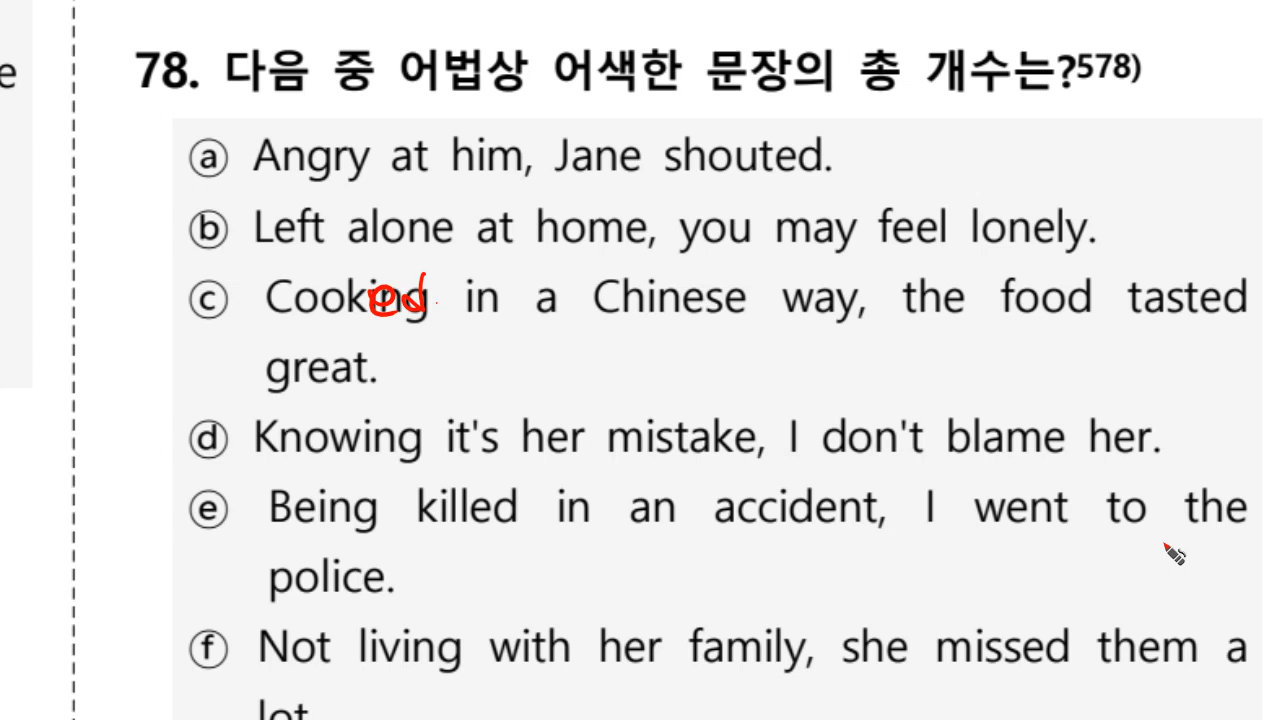 e
78. 다음 중 어법상 어색한 문장의 총 개수는?578)
ⓐ Angry at him, Jane shouted.
ⓑ Left alone at home, you may feel lonely.
ⓒ Cooking ed in a Chinese way, the food tasted
great.
ⓓ Knowing it's her mistake, I don't blame her.
ⓔ Being killed in an accident, I went to the
police.
ⓕ Not living with her family, she missed them a
lot